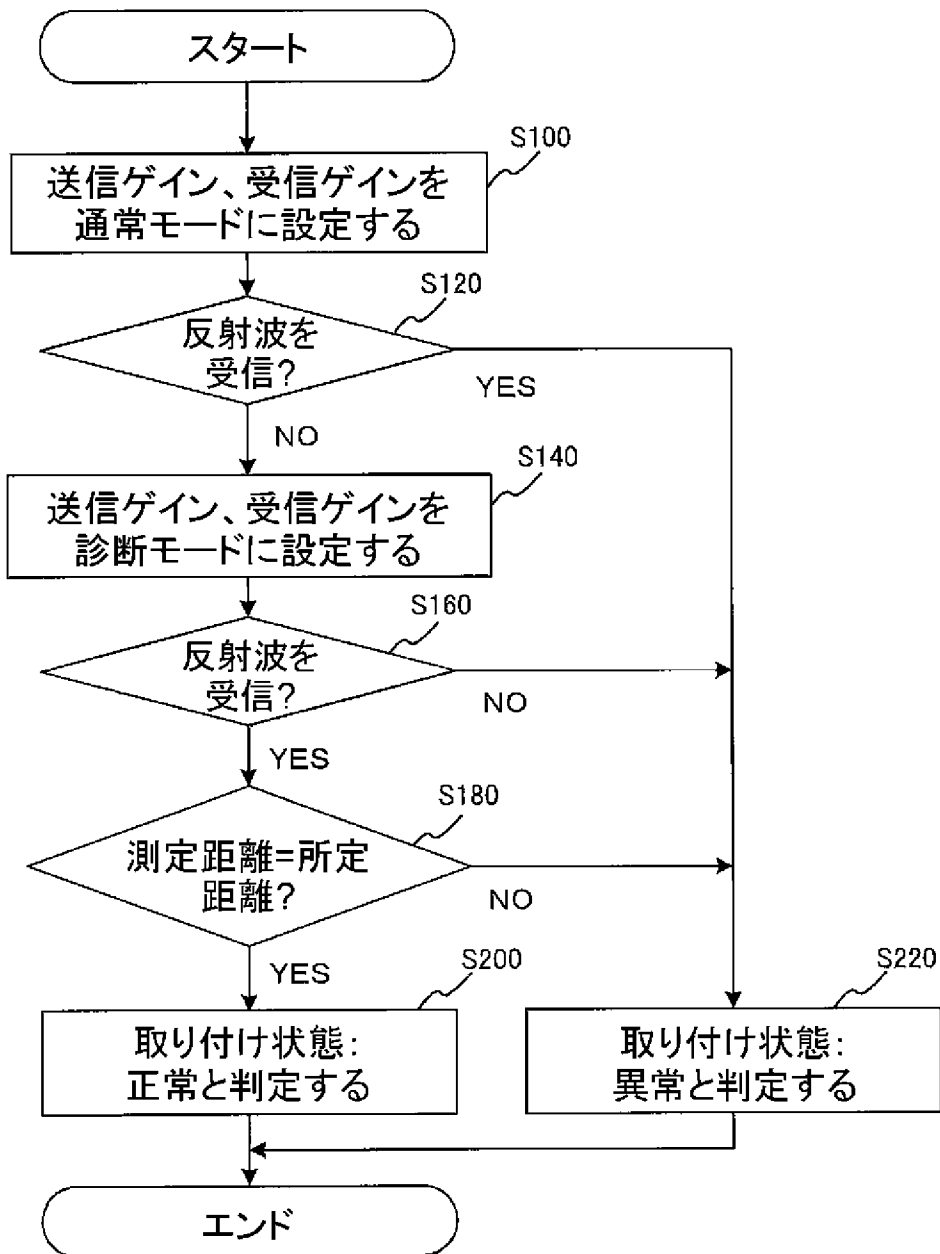 スタート
S100
送信ゲイン、受信ゲインを
通常モードに設定する
S120
反射波を
受信?
YES
NO
S140
送信ゲイン、受信ゲインを
診断モードに設定する
S160
反射波を
受信?
NO
YES
S180
測定距離=所定
距離?
NO
YES
S200
取り付け状態:
正常と判定する
S220
取り付け状態:
異常と判定する
エンド